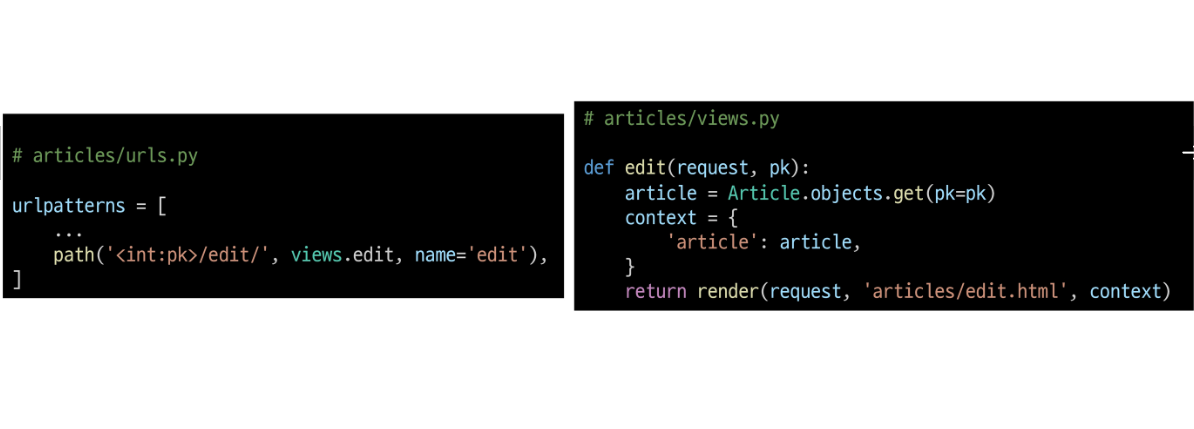 # articles/urls.py
urlpatterns = [
    ...
    path('<int:pk>/edit/', views.edit, name='edit'),
]
# articles/views.py
def edit(request, pk):
    article = Article.objects.get(pk=pk)
    context = {
        'article': article,
    }
    return render(request, 'articles/edit.html', context)